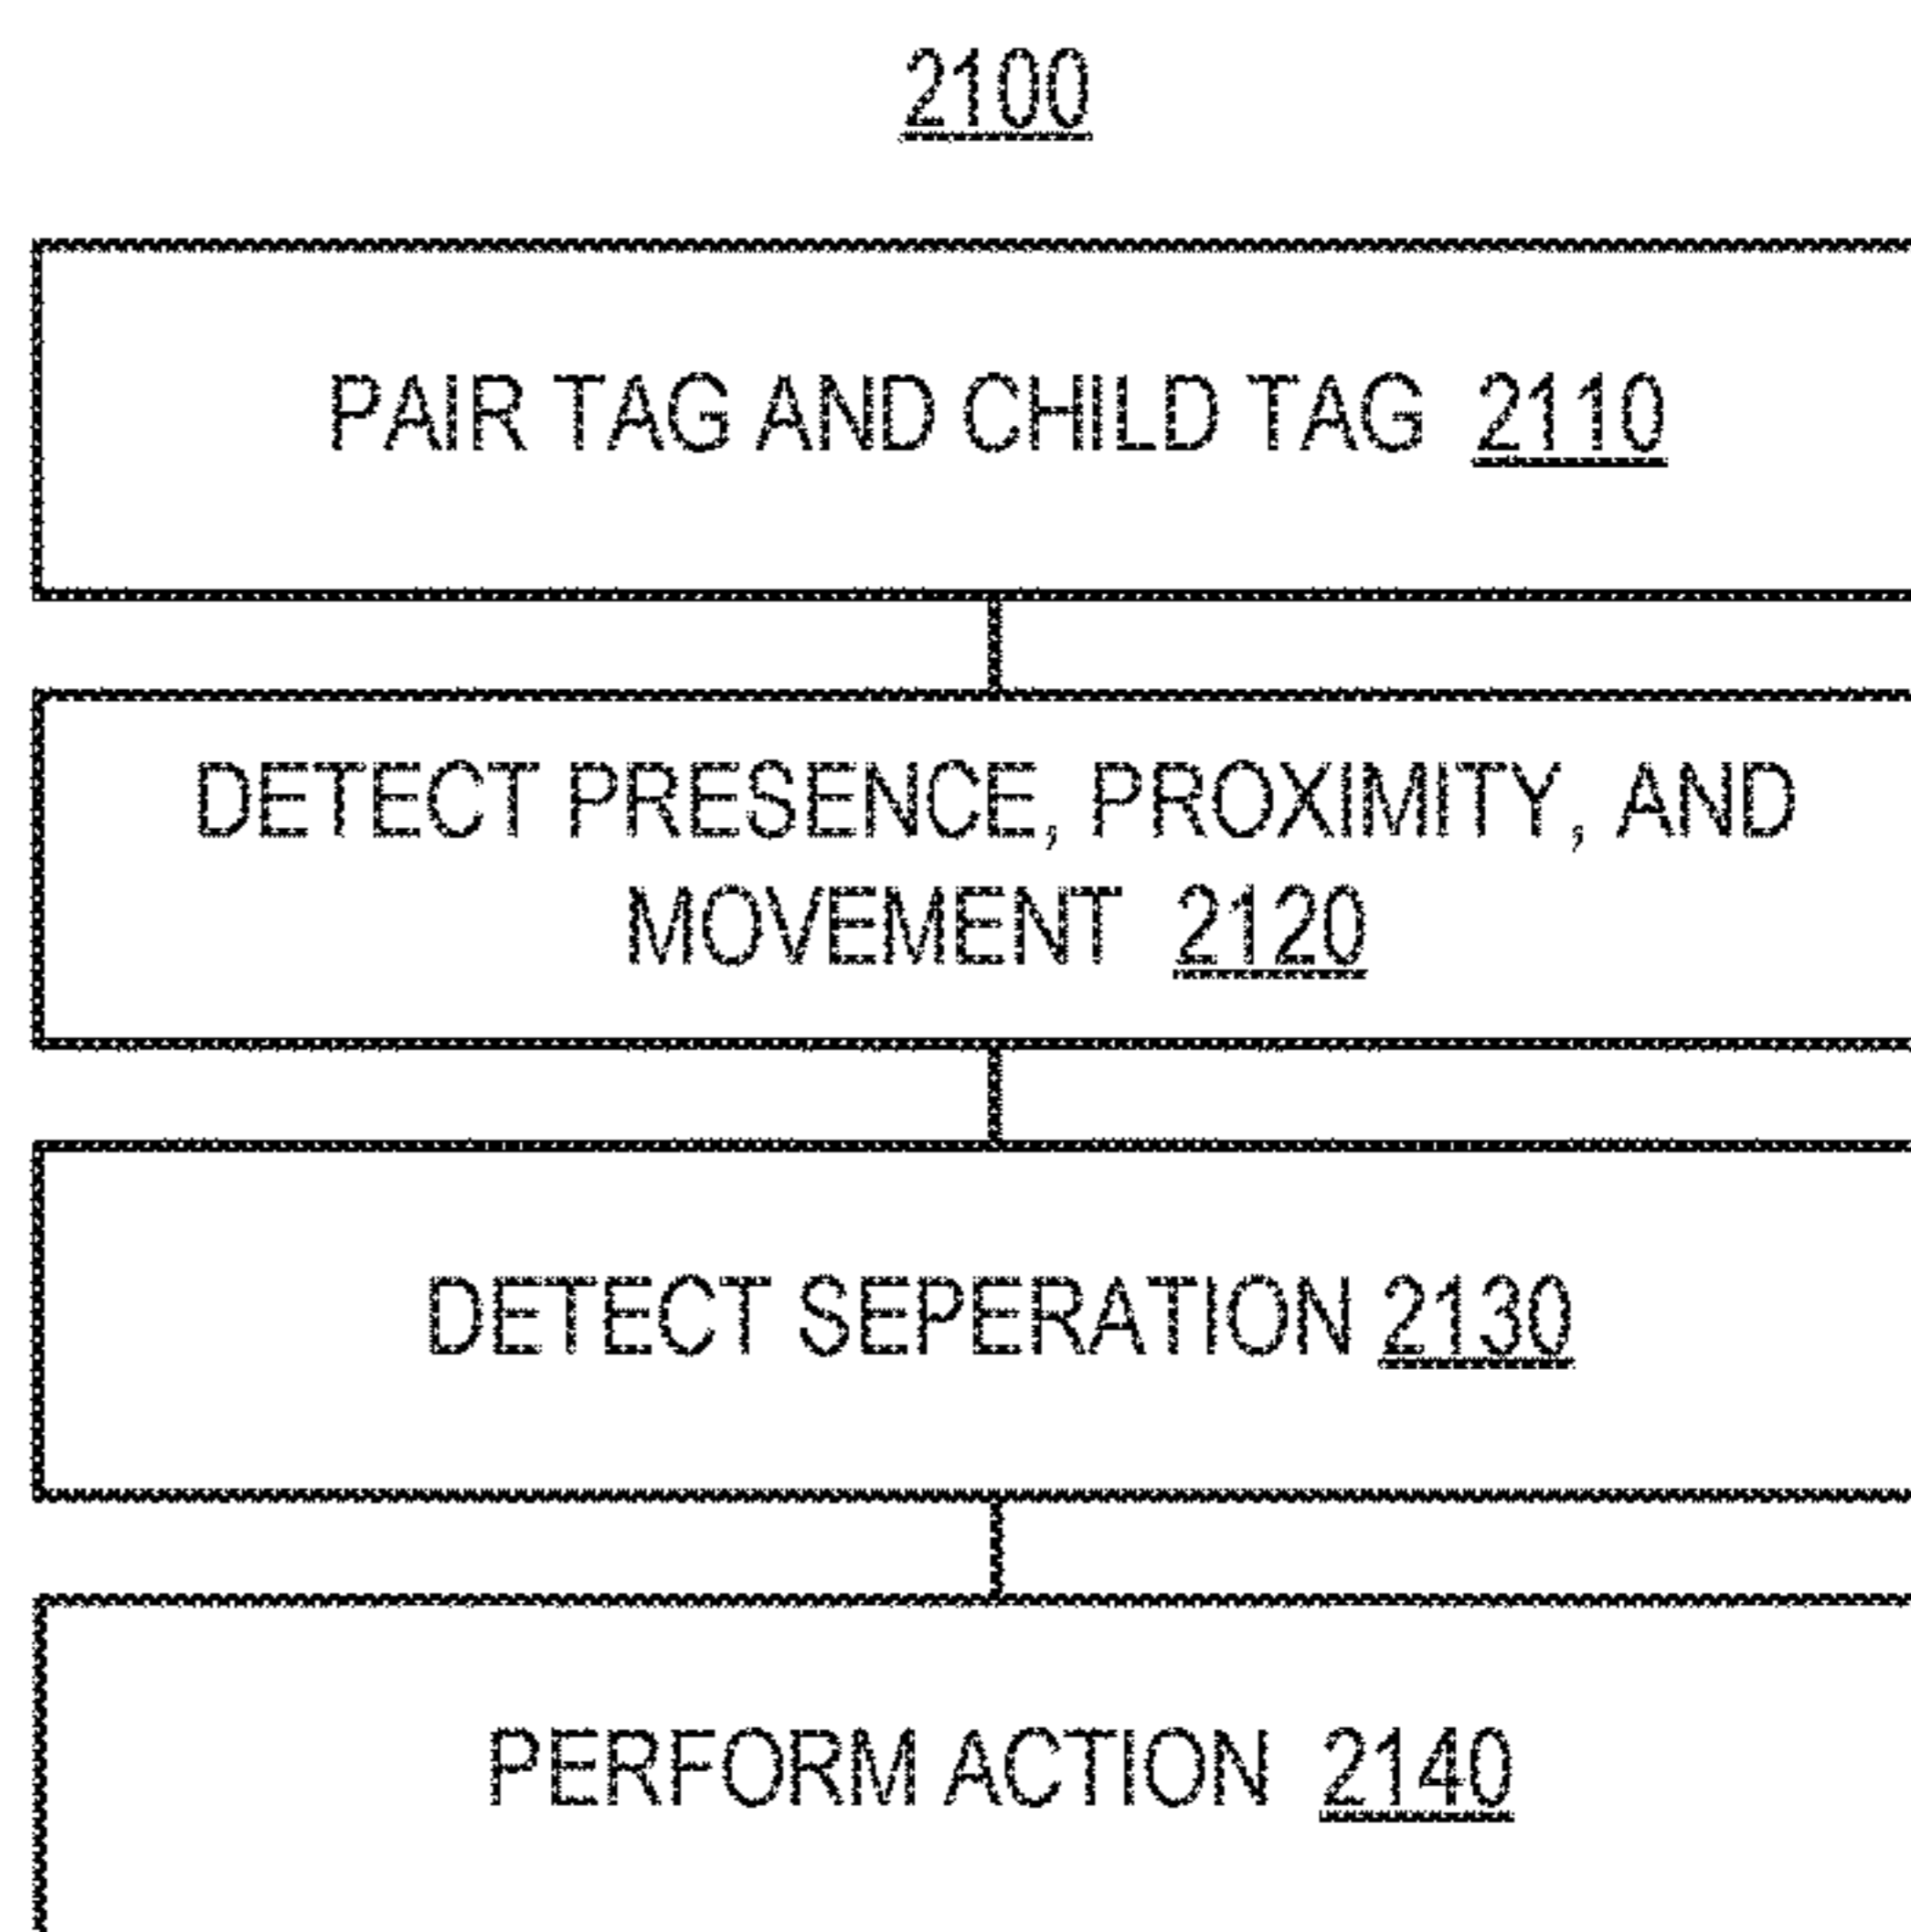 2100
PAIR TAG AND CHILD TAG 2110
DETECT PRESENCE, PROXIMITY, AND
MOVEMENT 2120
DETECT SEPERATION 2130
PERFORM ACTION 2140